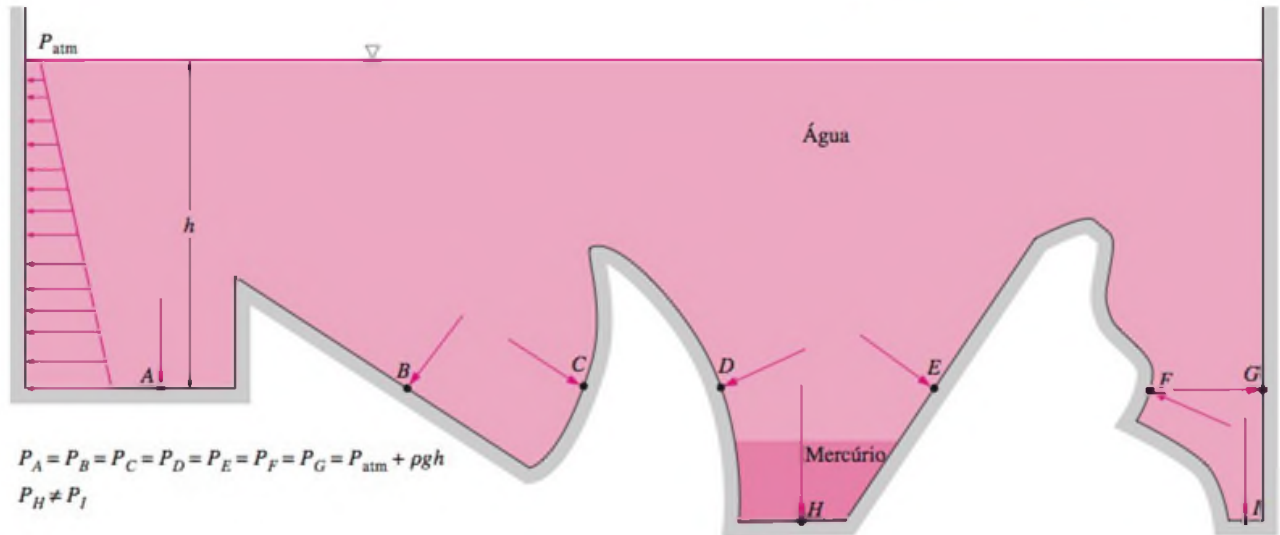 P_atm
h
Água
A
B
C
D
E
F
G
Mercúrio
H
I
P_A = P_B = P_C = P_D = P_E = P_F = P_G = P_atm + ρgh
P_H ≠ P_I